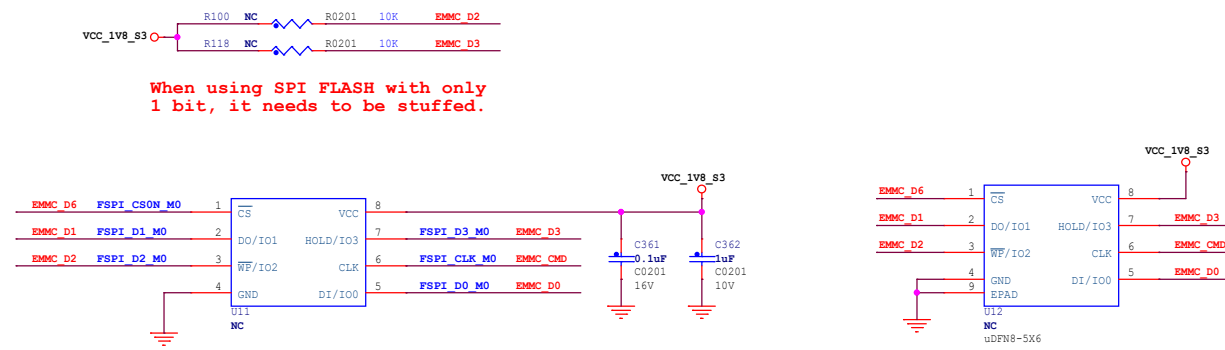 R100 NC R0201 10K EMMC_D2
VCC_1V8_S3
R118 NC R0201 10K EMMC_D3
When using SPI FLASH with only
1 bit, it needs to be stuffed.
VCC_1V8_S3
EMMC_D6 FSPI_CS0N_M0 1 CS VCC 8
EMMC_D1 FSPI_D1_M0 2 DO/IO1 HOLD/IO3 7 FSPI_D3_M0 EMMC_D3
EMMC_D2 FSPI_D2_M0 3 WP/IO2 CLK 6 FSPI_CLK_M0 EMMC_CMD
4 GND DI/IO0 5 FSPI_D0_M0 EMMC_D0
U11
NC
C361
0.1uF
C0201
16V
C362
1uF
C0201
10V
VCC_1V8_S3
EMMC_D6 1 CS VCC 8
EMMC_D1 2 DO/IO1 HOLD/IO3 7 EMMC_D3
EMMC_D2 3 WP/IO2 CLK 6 EMMC_CMD
4 GND DI/IO0 5 EMMC_D0
9 EPAD
U12
NC
uDFN8-5X6